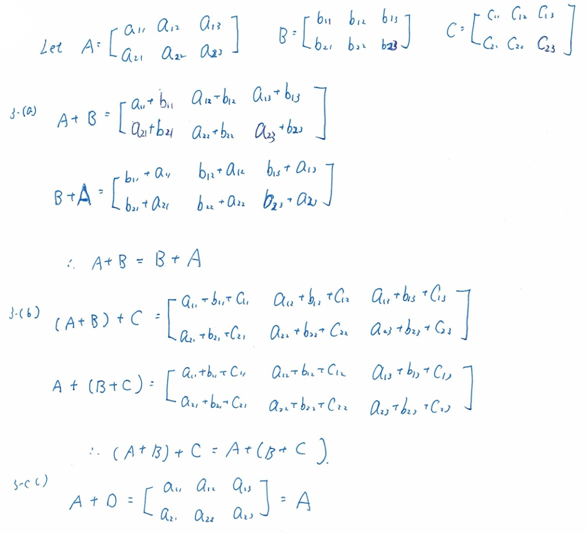 Let A = [ a₁₁ a₁₂ a₁₃ B = [ b₁₁ b₁₂ b₁₃ C = [ C₁₁ C₁₂ C₁₃
a₂₁ a₂₂ a₂₃ ] b₂₁ b₂₂ b₂₃ ] C₂₁ C₂₂ C₂₃ ]
3-(a) A + B = [ a₁₁+b₁₁ a₁₂+b₁₂ a₁₃+b₁₃
a₂₁+b₂₁ a₂₂+b₂₂ a₂₃+b₂₃ ]
B + A = [ b₁₁+a₁₁ b₁₂+a₁₂ b₁₃+a₁₃
b₂₁+a₂₁ b₂₂+a₂₂ b₂₃+a₂₃ ]
∴ A+B = B + A
3-(b) (A+B) + C = [ a₁₁+b₁₁+C₁₁ a₁₂+b₁₂+C₁₂ a₁₃+b₁₃+C₁₃
a₂₁+b₂₁+C₂₁ a₂₂+b₂₂+C₂₂ a₂₃+b₂₃+C₂₃ ]
A + (B+C) = [ a₁₁+b₁₁+C₁₁ a₁₂+b₁₂+C₁₂ a₁₃+b₁₃+C₁₃
a₂₁+b₂₁+C₂₁ a₂₂+b₂₂+C₂₂ a₂₃+b₂₃+C₂₃ ]
∴ (A+B) + C = A+(B+C).
3-(c) A + O = [ a₁₁ a₁₂ a₁₃
a₂₁ a₂₂ a₂₃ ] = A